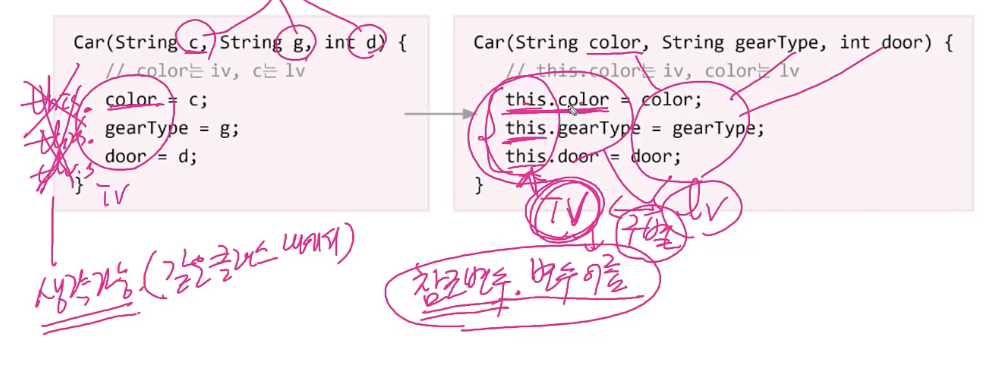 Car(String c, String g, int d) {
// color는 iv, c는 lv
this. color = c;
this. gearType = g;
this door = d;
}
iv
생략가능. (같은 클래스 내에서)
Car(String color, String gearType, int door) {
// this.color는 iv, color는 lv
this.color = color;
this.gearType = gearType;
this.door = door;
}
iv
구별
lv
참조변수. 변수이름